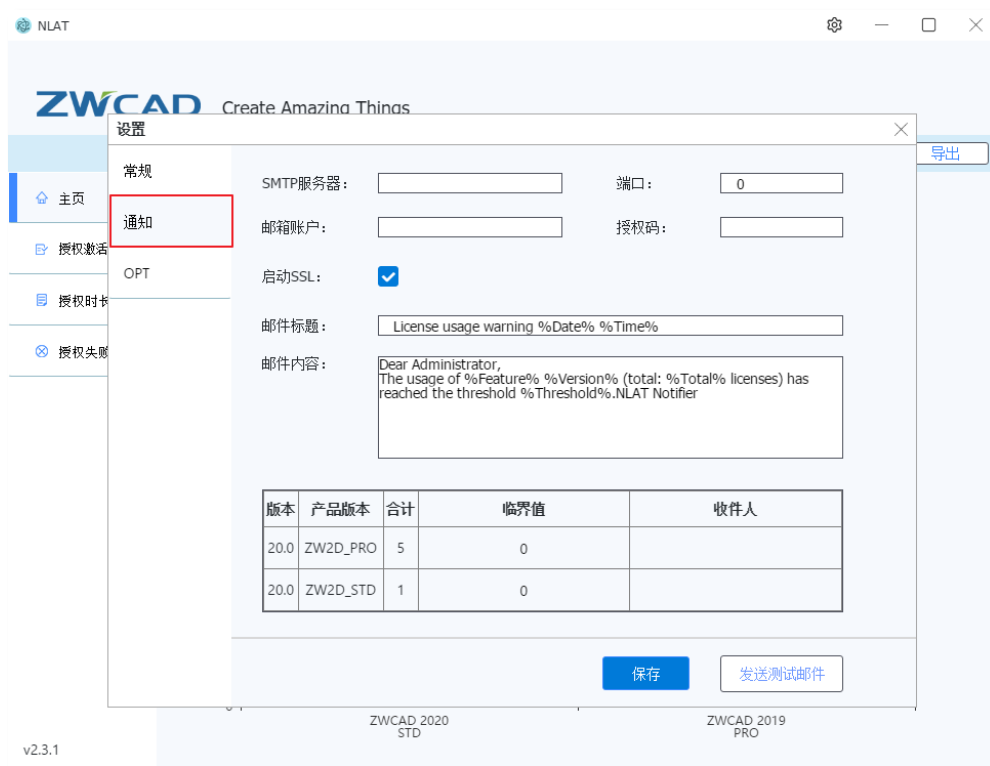 NLAT
ZWCAD Create Amazing Things
设置
导出
常规
通知
OPT
主页
授权激活
授权时长
授权失败
SMTP服务器：
端口： 0
邮箱账户：
授权码：
启动SSL：
邮件标题： License usage warning %Date% %Time%
邮件内容：
Dear Administrator,
The usage of %Feature% %Version% (total: %Total% licenses) has
reached the threshold %Threshold%.NLAT Notifier
版本 产品版本 合计 临界值 收件人
20.0 ZW2D_PRO 5 0
20.0 ZW2D_STD 1 0
保存 发送测试邮件
ZWCAD 2020
STD
ZWCAD 2019
PRO
v2.3.1